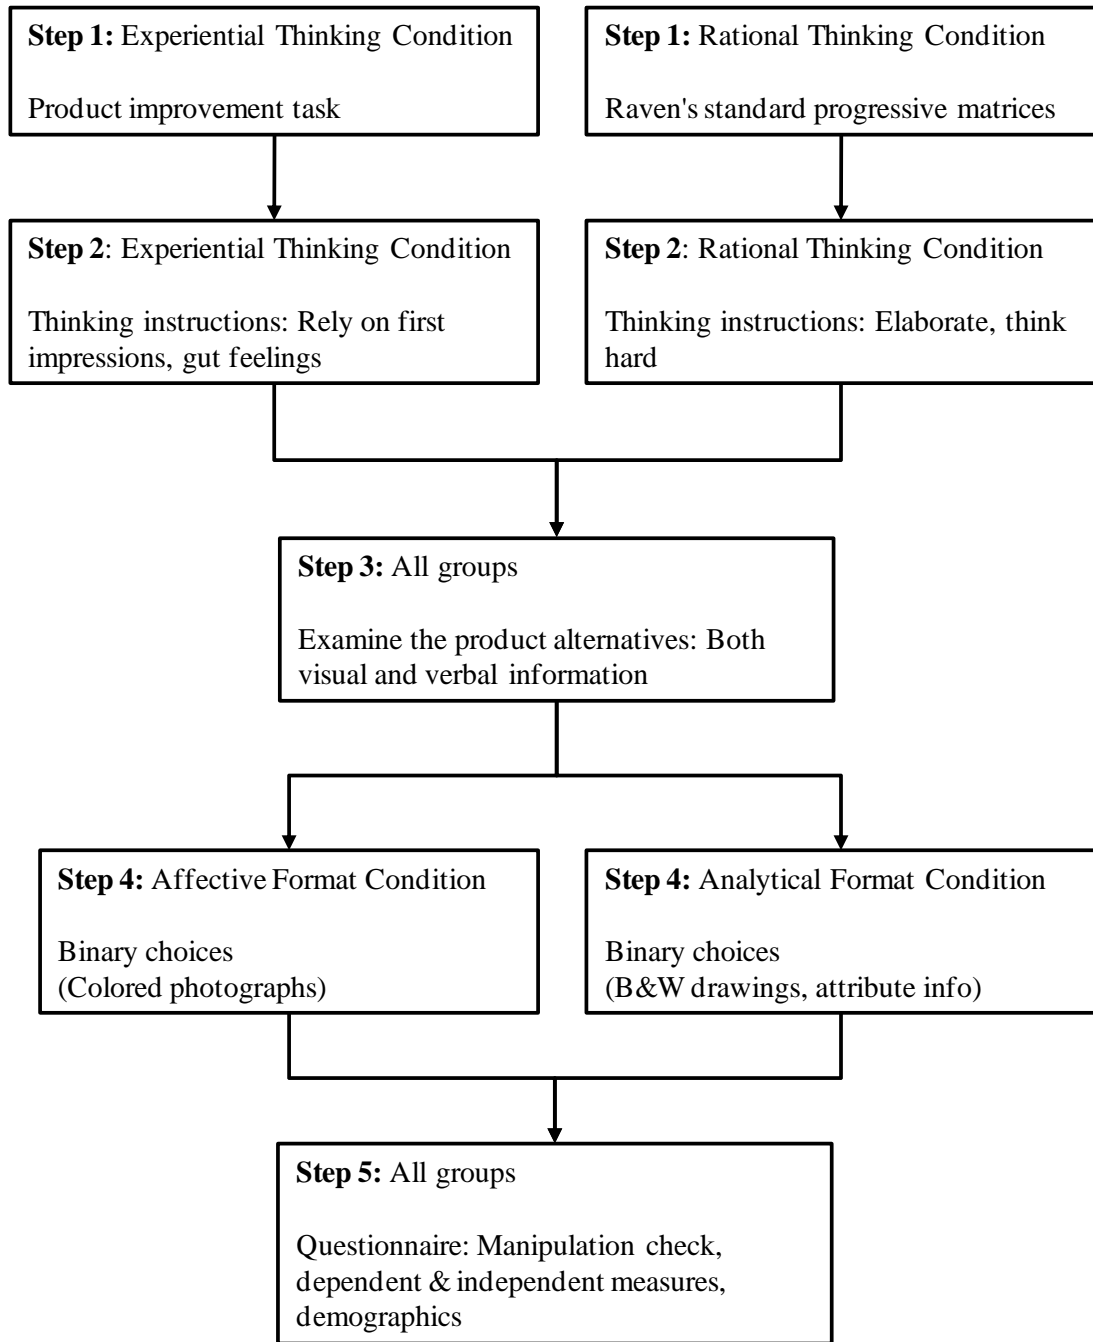 Step 1: Experiential Thinking Condition
Product improvement task
Step 1: Rational Thinking Condition
Raven's standard progressive matrices
Step 2: Experiential Thinking Condition
Thinking instructions: Rely on first
impressions, gut feelings
Step 2: Rational Thinking Condition
Thinking instructions: Elaborate, think
hard
Step 3: All groups
Examine the product alternatives: Both
visual and verbal information
Step 4: Affective Format Condition
Binary choices
(Colored photographs)
Step 4: Analytical Format Condition
Binary choices
(B&W drawings, attribute info)
Step 5: All groups
Questionnaire: Manipulation check,
dependent & independent measures,
demographics